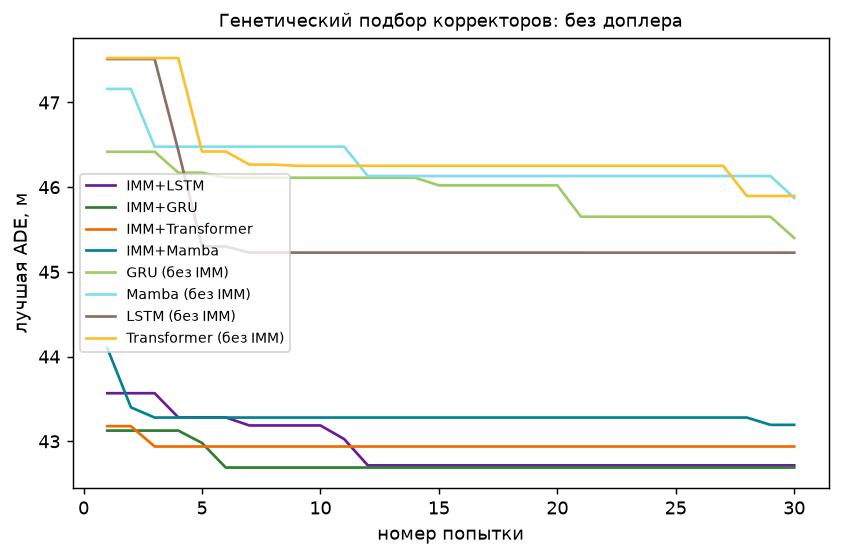 Генетический подбор корректоров: без доплера
лучшая ADE, м
47
46
45
44
43
IMM+LSTM
IMM+GRU
IMM+Transformer
IMM+Mamba
GRU (без IMM)
Mamba (без IMM)
LSTM (без IMM)
Transformer (без IMM)
0 5 10 15 20 25 30
номер попытки